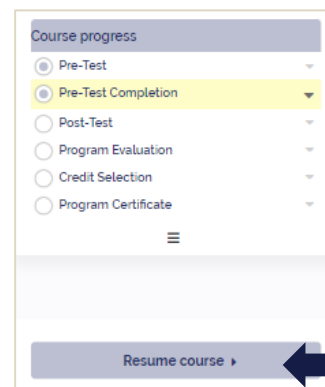 Course progress
Pre-Test
Pre-Test Completion
Post-Test
Program Evaluation
Credit Selection
Program Certificate
Resume course